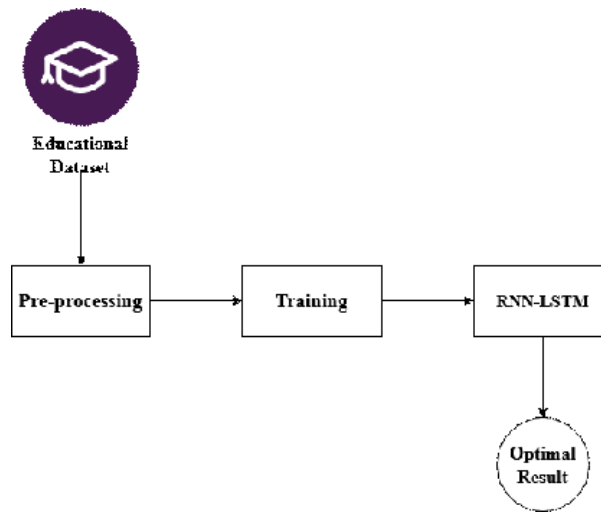 Educational
Dataset
Pre-processing
Training
RNN-LSTM
Optimal
Result